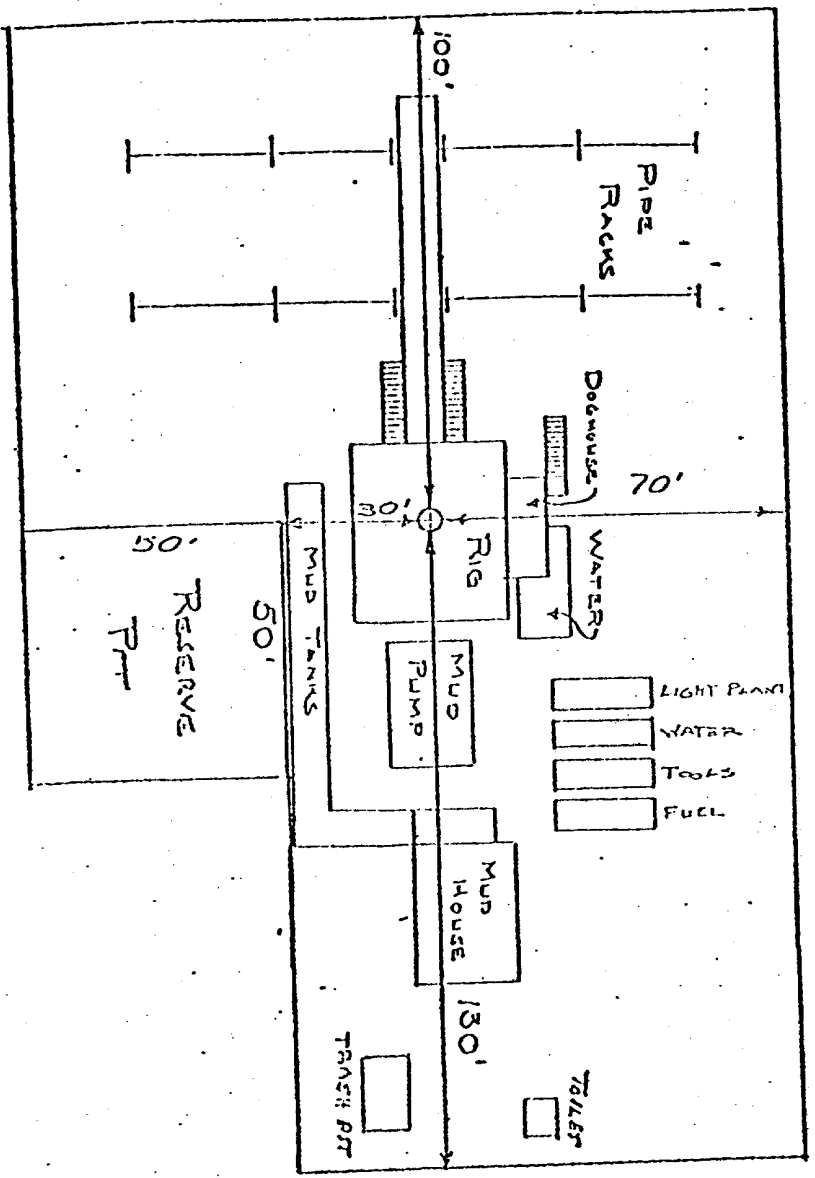 100'
PIPE
RACKS
DOGHOUSE
70'
WATER
30'
RIG
50'
RESERVE
PIT
50'
MUD TANKS
MUD
PUMP
LIGHT PLANT
WATER
TOOLS
FUEL
MUD
HOUSE
130'
TRASH PIT
TOILET